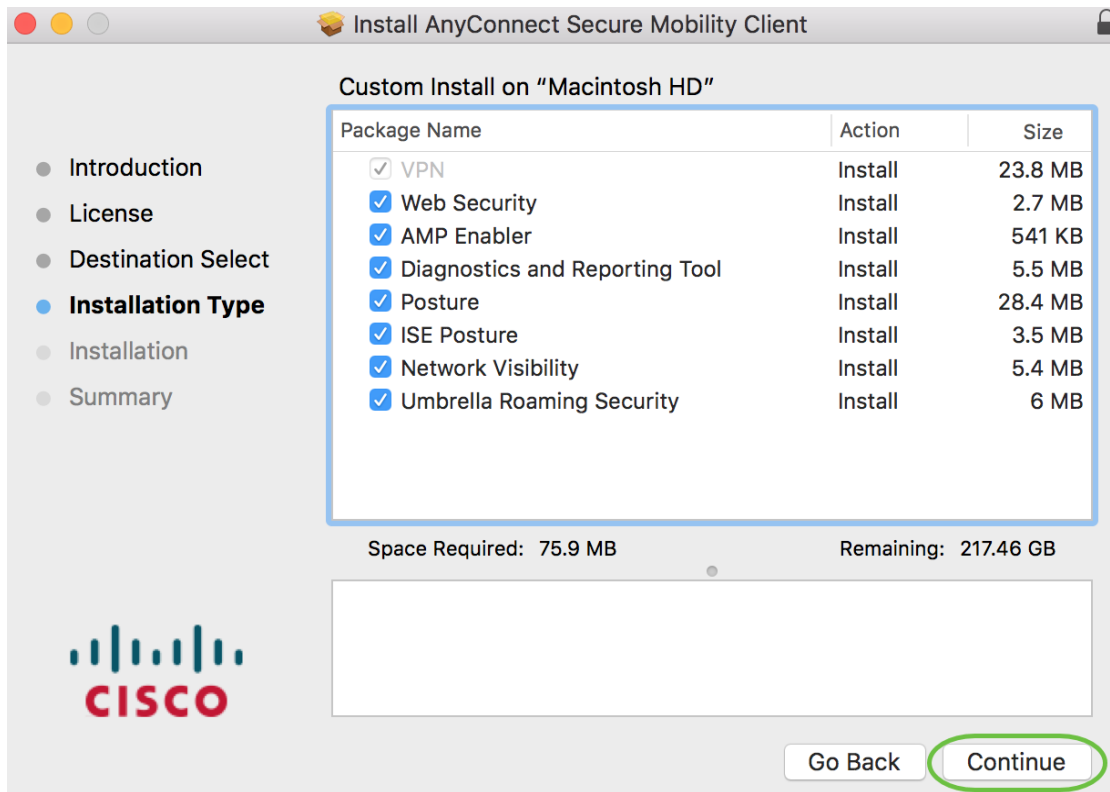 Install AnyConnect Secure Mobility Client
Custom Install on “Macintosh HD”
Package Name Action Size
VPN Install 23.8 MB
Web Security Install 2.7 MB
AMP Enabler Install 541 KB
Diagnostics and Reporting Tool Install 5.5 MB
Posture Install 28.4 MB
ISE Posture Install 3.5 MB
Network Visibility Install 5.4 MB
Umbrella Roaming Security Install 6 MB
Introduction
License
Destination Select
Installation Type
Installation
Summary
Space Required: 75.9 MB Remaining: 217.46 GB
CISCO
Go Back Continue